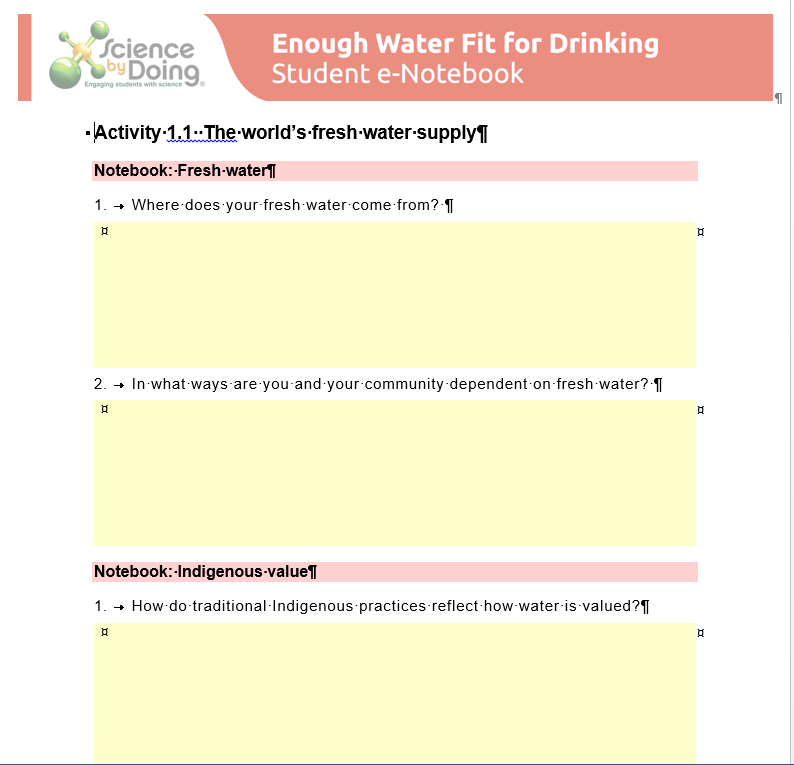 Science
by Doing
Engaging students with science
Enough Water Fit for Drinking
Student e-Notebook
¶
Activity·1.1··The·world’s·fresh·water·supply¶
Notebook:·Fresh·water¶
1. → Where·does·your·fresh·water·come·from?·¶
¤ ¤
2. → In·what·ways·are·you·and·your·community·dependent·on·fresh·water?·¶
¤ ¤
Notebook:·Indigenous·value¶
1. → How·do·traditional·Indigenous·practices·reflect·how·water·is·valued?¶
¤ ¤